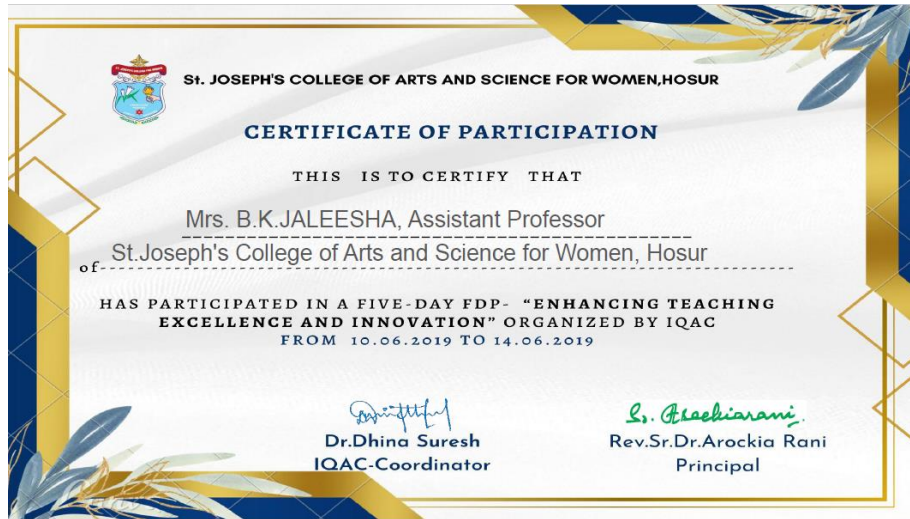 St. JOSEPH'S COLLEGE OF ARTS AND SCIENCE FOR WOMEN,HOSUR
CERTIFICATE OF PARTICIPATION
THIS IS TO CERTIFY THAT
Mrs. B.K.JALEESHA, Assistant Professor
of St.Joseph's College of Arts and Science for Women, Hosur
HAS PARTICIPATED IN A FIVE-DAY FDP- “ENHANCING TEACHING
EXCELLENCE AND INNOVATION” ORGANIZED BY IQAC
FROM 10.06.2019 TO 14.06.2019
Dr.Dhina Suresh
IQAC-Coordinator
Rev.Sr.Dr.Arockia Rani
Principal